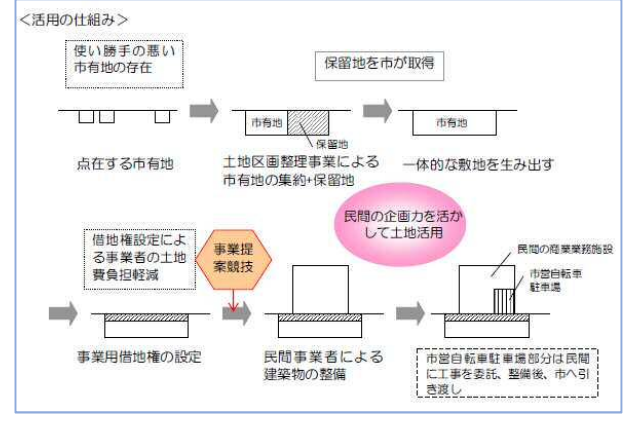 ＜活用の仕組み＞
使い勝手の悪い
市有地の存在
保留地を市が取得
市有地
保留地
市有地
点在する市有地
土地区画整理事業による
市有地の集約+保留地
一体的な敷地を生み出す
民間の企画力を活か
して土地活用
借地権設定によ
る事業者の土地
費負担軽減
事業提
案競技
民間の商業業務施設
市営自転車
駐車場
事業用借地権の設定
民間事業者による
建築物の整備
市営自転車駐車場部分は民間
に工事を委託、整備後、市へ引
き渡し